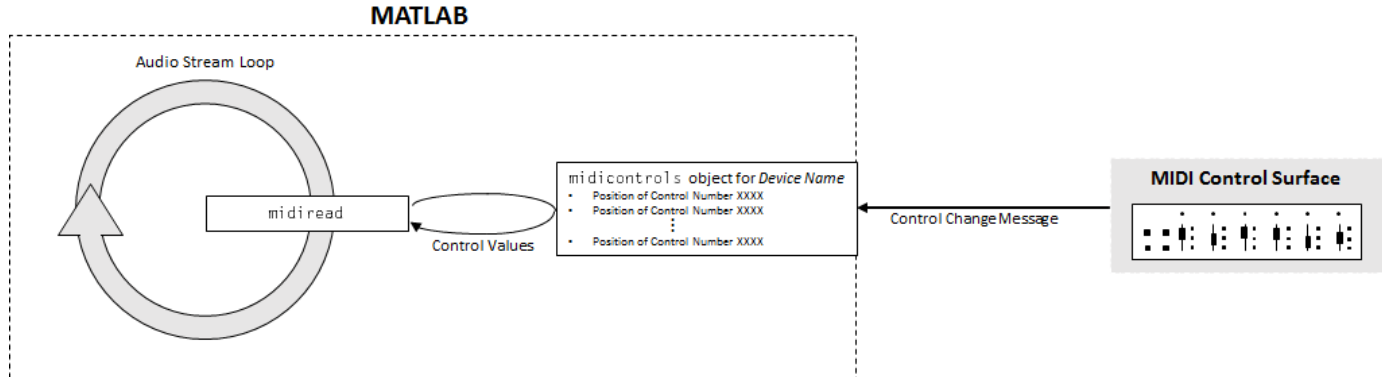 MATLAB
Audio Stream Loop
midiread
Control Values
midicontrols object for Device Name
• Position of Control Number XXXX
• Position of Control Number XXXX
⋮
• Position of Control Number XXXX
Control Change Message
MIDI Control Surface